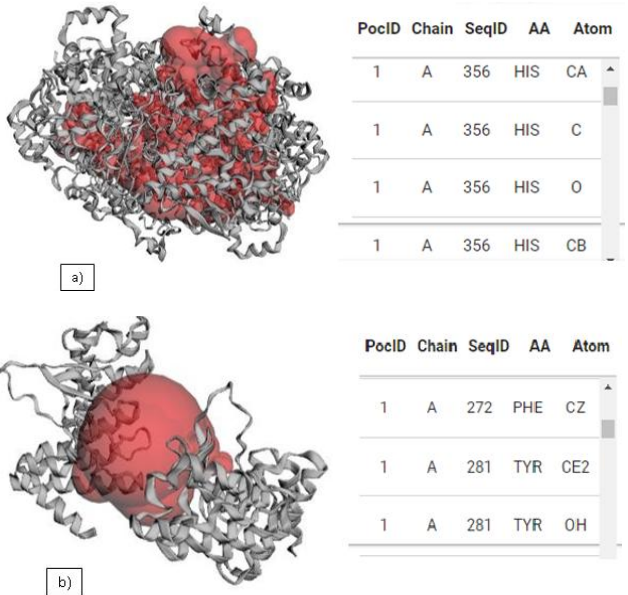 PocID Chain SeqID AA Atom
1 A 356 HIS CA
1 A 356 HIS C
1 A 356 HIS O
1 A 356 HIS CB
a)
PocID Chain SeqID AA Atom
1 A 272 PHE CZ
1 A 281 TYR CE2
1 A 281 TYR OH
b)